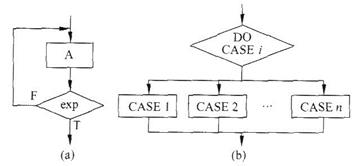 A
F
exp
T
(a)
DO
CASE i
CASE 1
CASE 2
...
CASE n
(b)